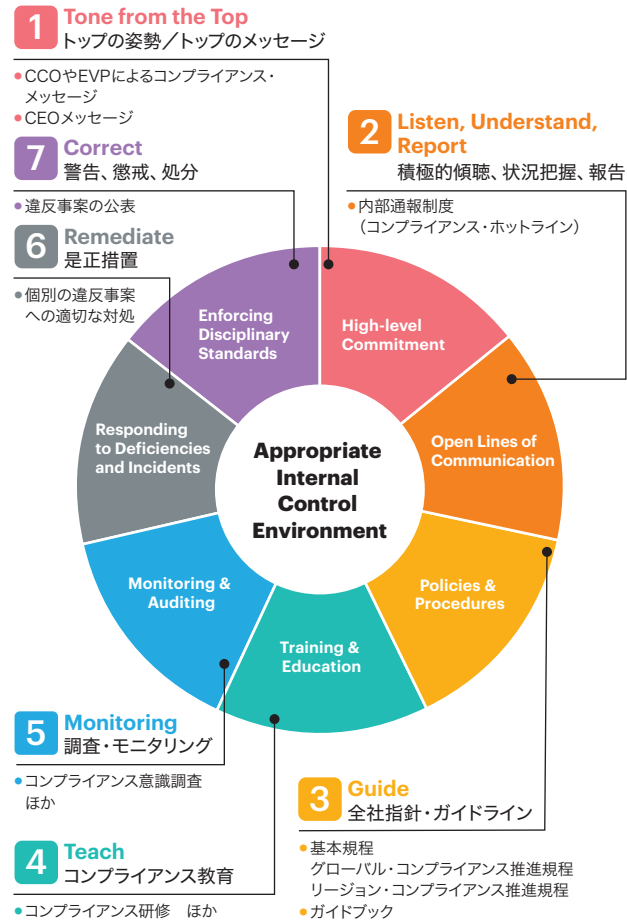 1 Tone from the Top
トップの姿勢／トップのメッセージ
●CCOやEVPによるコンプライアンス・
メッセージ
●CEOメッセージ
2 Listen, Understand,
Report
積極的傾聴、状況把握、報告
●内部通報制度
（コンプライアンス・ホットライン）
7 Correct
警告、懲戒、処分
●違反事案の公表
6 Remediate
是正措置
●個別の違反事案
への適切な対処
Enforcing
Disciplinary
Standards
High-level
Commitment
Responding
to Deficiencies
and Incidents
Appropriate
Internal
Control
Environment
Open Lines of
Communication
Monitoring &
Auditing
Policies &
Procedures
Training &
Education
5 Monitoring
調査・モニタリング
●コンプライアンス意識調査
ほか
3 Guide
全社指針・ガイドライン
●基本規程
グローバル・コンプライアンス推進規程
リージョン・コンプライアンス推進規程
●ガイドブック
4 Teach
コンプライアンス教育
●コンプライアンス研修　ほか